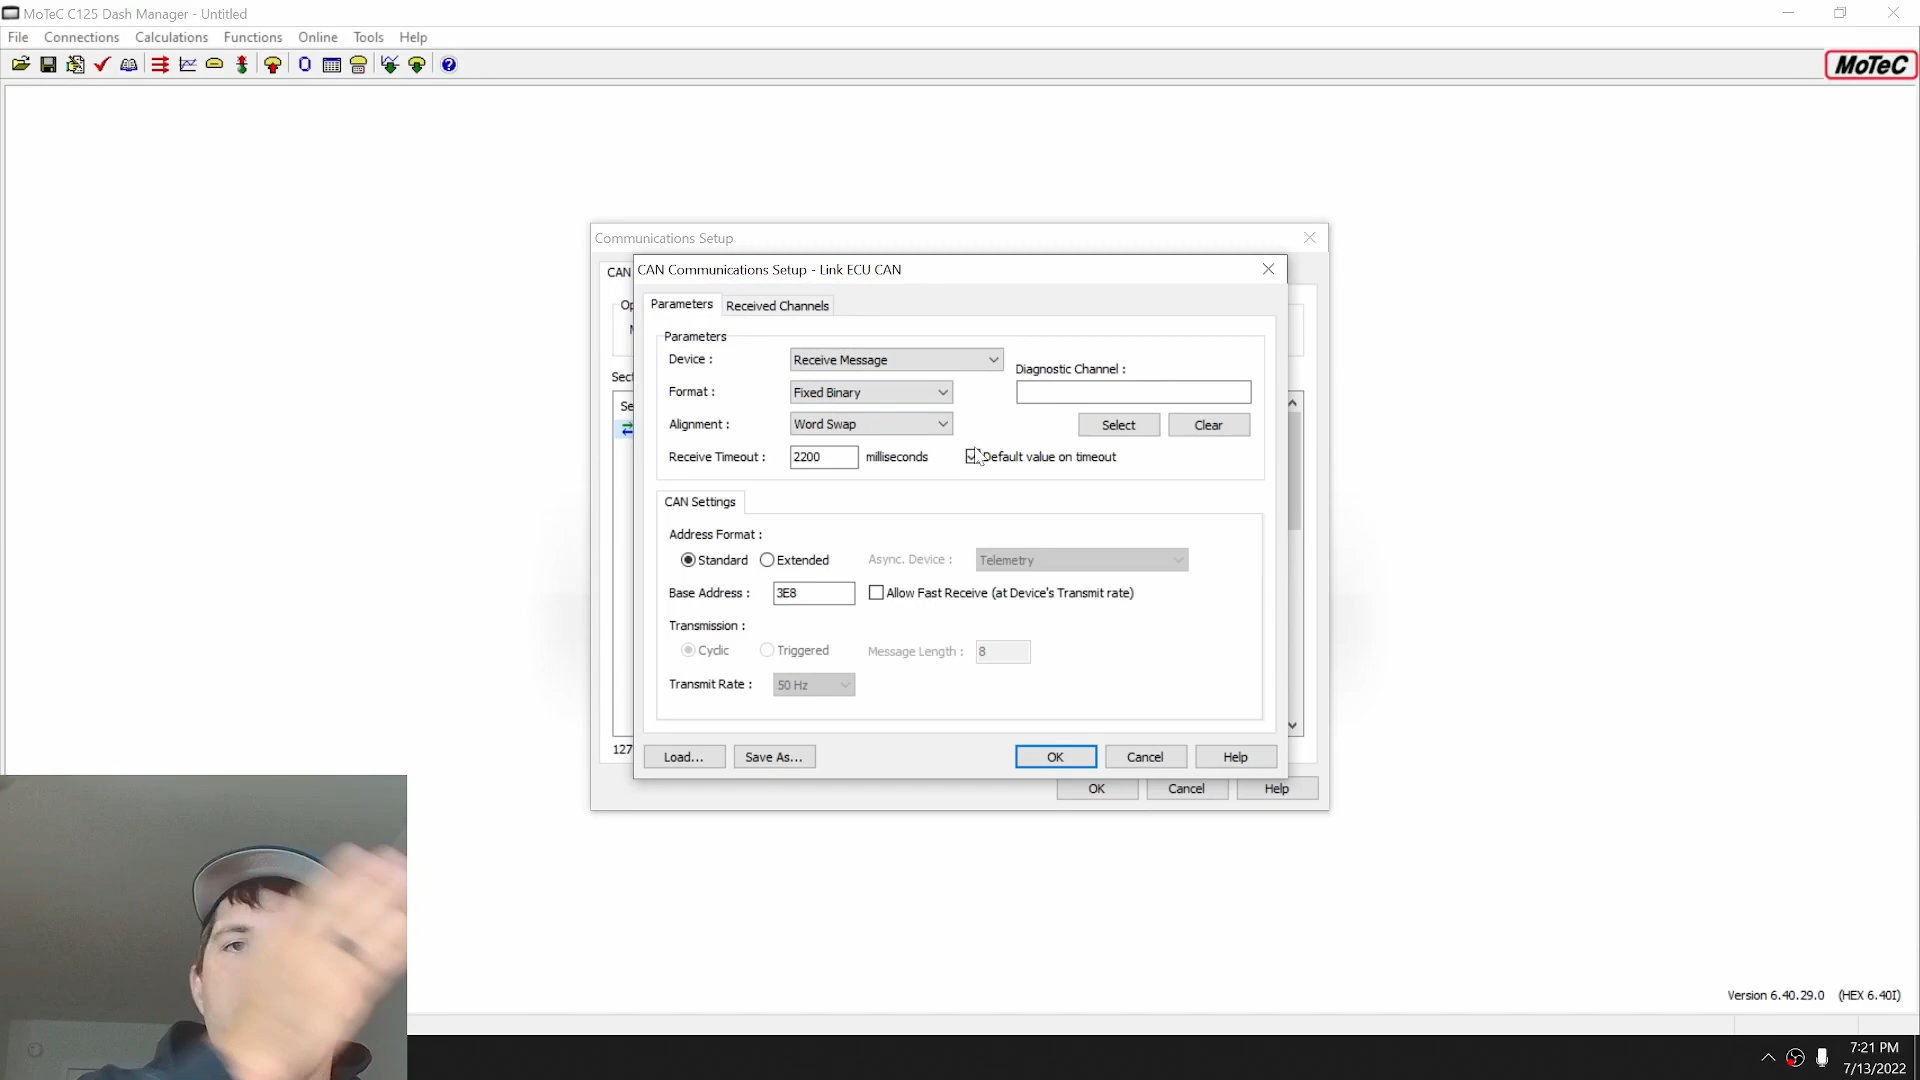 MoTeC C125 Dash Manager - Untitled
File Connections Calculations Functions Online Tools Help
MoTeC
Communications Setup
CAN
CAN Communications Setup - Link ECU CAN
Parameters Received Channels
Parameters
Device : Receive Message
Diagnostic Channel :
Format : Fixed Binary
Alignment : Word Swap
Select Clear
Receive Timeout : 2200 milliseconds Default value on timeout
CAN Settings
Address Format :
Standard Extended Async. Device : Telemetry
Base Address : 3E8 Allow Fast Receive (at Device's Transmit rate)
Transmission :
Cyclic Triggered Message Length : 8
Transmit Rate : 50 Hz
Load... Save As... OK Cancel Help
127
OK Cancel Help
Version 6.40.29.0 (HEX 6.40I)
7:21 PM
7/13/2022